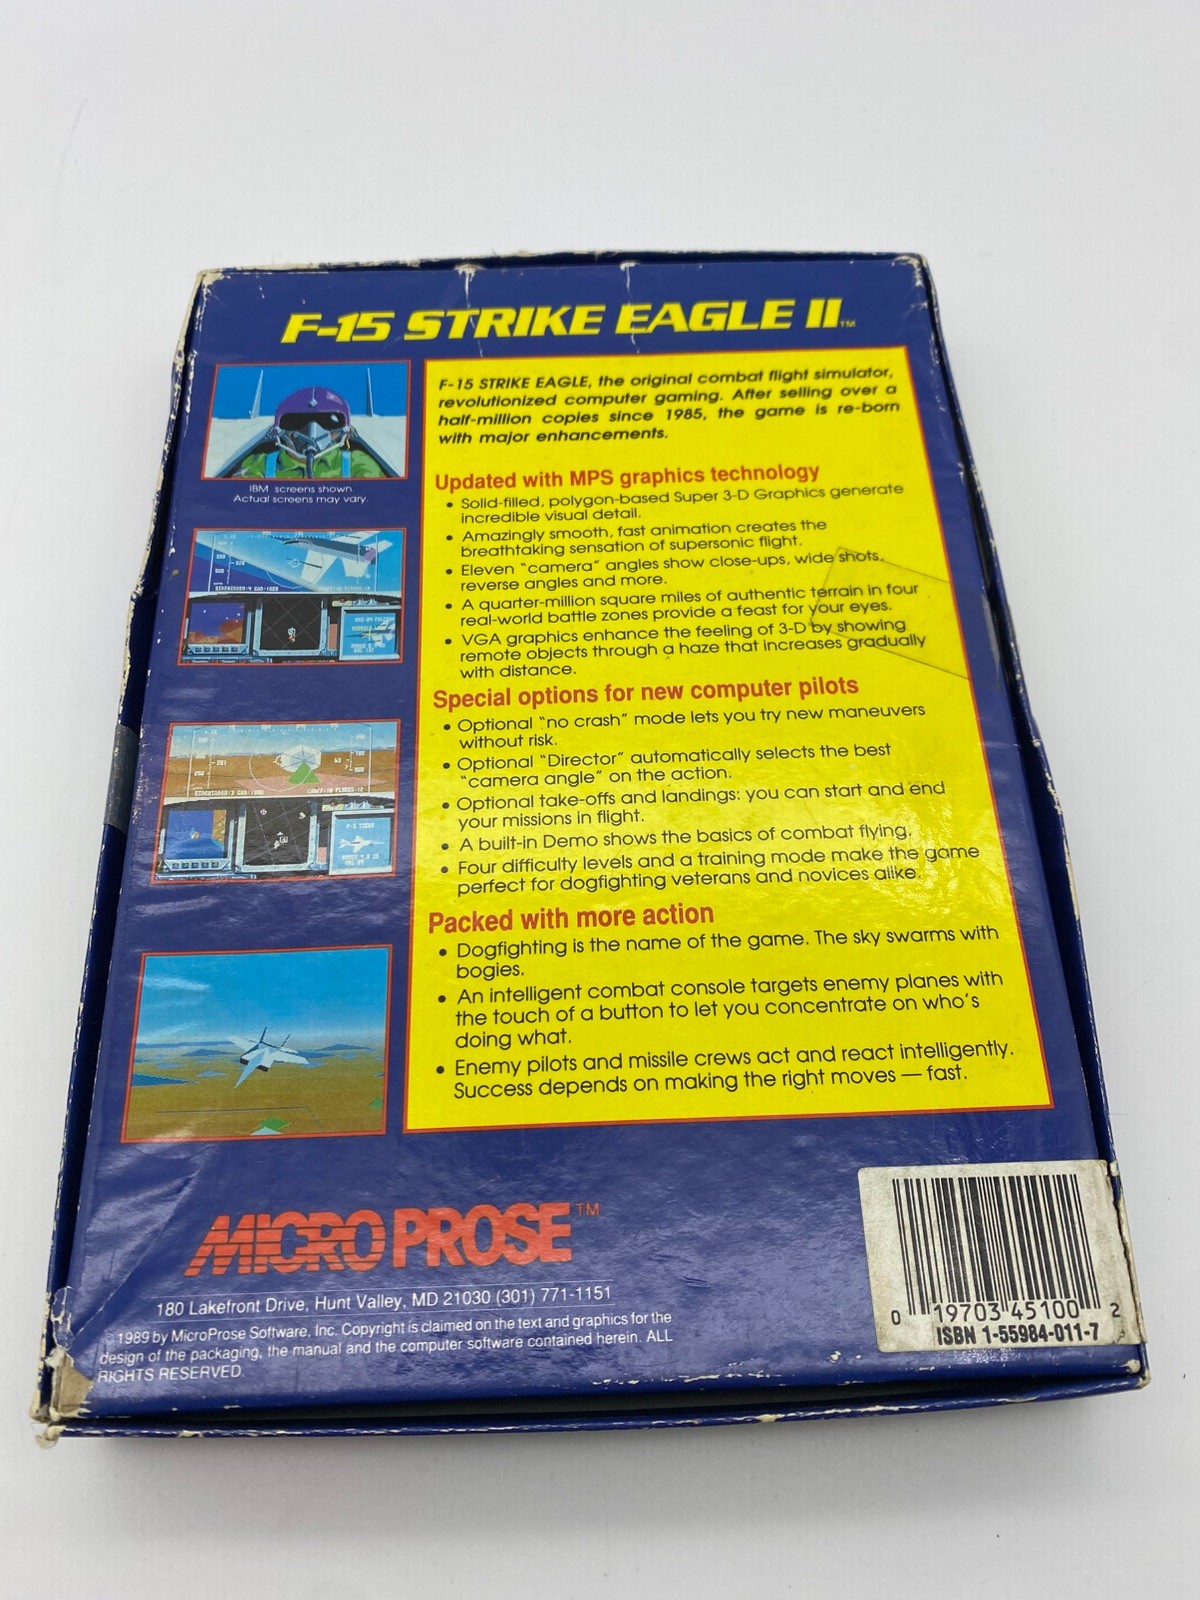 F-15 STRIKE EAGLE II™
IBM screens shown.
Actual screens may vary.
F-15 STRIKE EAGLE, the original combat flight simulator,
revolutionized computer gaming. After selling over a
half-million copies since 1985, the game is re-born
with major enhancements.
Updated with MPS graphics technology
• Solid-filled, polygon-based Super 3-D Graphics generate
incredible visual detail.
• Amazingly smooth, fast animation creates the
breathtaking sensation of supersonic flight.
• Eleven "camera" angles show close-ups, wide shots,
reverse angles and more.
• A quarter-million square miles of authentic terrain in four
real-world battle zones provide a feast for your eyes.
• VGA graphics enhance the feeling of 3-D by showing
remote objects through a haze that increases gradually
with distance.
Special options for new computer pilots
• Optional "no crash" mode lets you try new maneuvers
without risk.
• Optional "Director" automatically selects the best
"camera angle" on the action.
• Optional take-offs and landings: you can start and end
your missions in flight.
• A built-in Demo shows the basics of combat flying.
• Four difficulty levels and a training mode make the game
perfect for dogfighting veterans and novices alike.
Packed with more action
• Dogfighting is the name of the game. The sky swarms with
bogies.
• An intelligent combat console targets enemy planes with
the touch of a button to let you concentrate on who's
doing what.
• Enemy pilots and missile crews act and react intelligently.
Success depends on making the right moves — fast.
MICROPROSE™
180 Lakefront Drive, Hunt Valley, MD 21030 (301) 771-1151
©1989 by MicroProse Software, Inc. Copyright is claimed on the text and graphics for the
design of the packaging, the manual and the computer software contained herein. ALL
RIGHTS RESERVED.
0 19703 45100 2
ISBN 1-55984-011-7